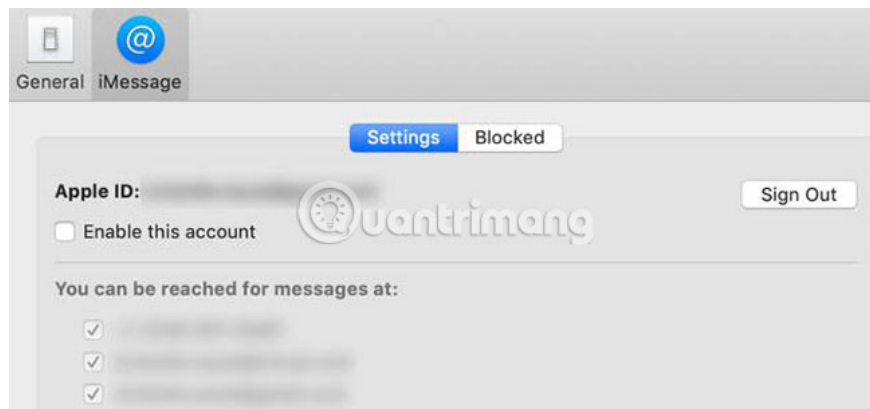 General iMessage
Settings Blocked
Apple ID:
Sign Out
Enable this account
Quantrimang
You can be reached for messages at: